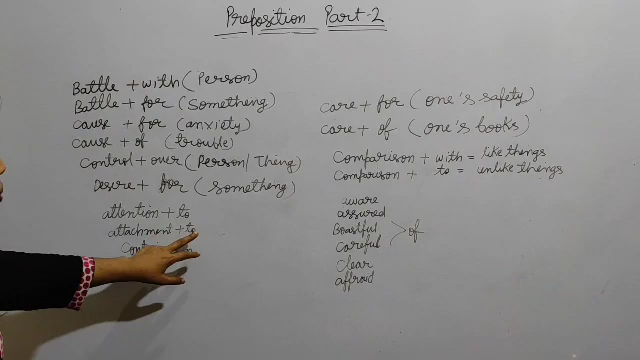 Preposition Part-2
Battle + with (Person)
Battle + for (Something)
cause + for (anxiety)
cause + of (trouble)
Control + over (Person/Thing)
Desire + for (something)
attention + to
attachment + to
care + for (one's safety)
care + of (one's books)
Comparison + with = like things
Comprison + to = unlike things
aware
assured
Boastful
Careful
Clear
affroid
of